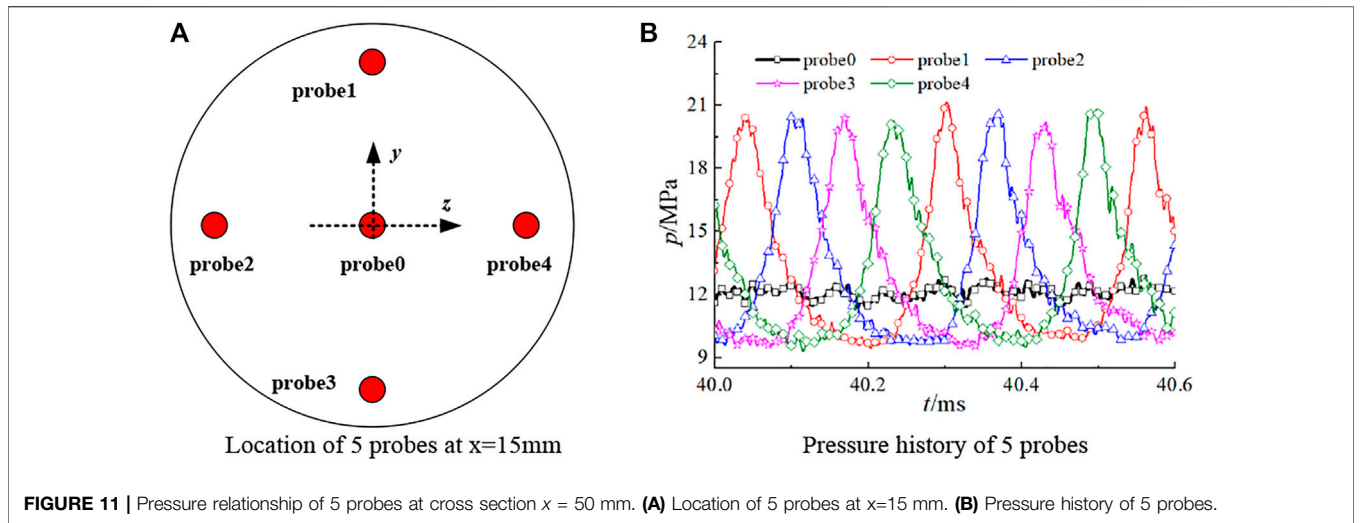 A
probe1
y
z
probe2
probe0
probe4
probe3
Location of 5 probes at x=15mm
B
24
21
18
15
12
9
p/MPa
probe0 probe1 probe2
probe3 probe4
40.0 40.2 40.4 40.6
t/ms
Pressure history of 5 probes
FIGURE 11 | Pressure relationship of 5 probes at cross section x = 50 mm. (A) Location of 5 probes at x=15 mm. (B) Pressure history of 5 probes.